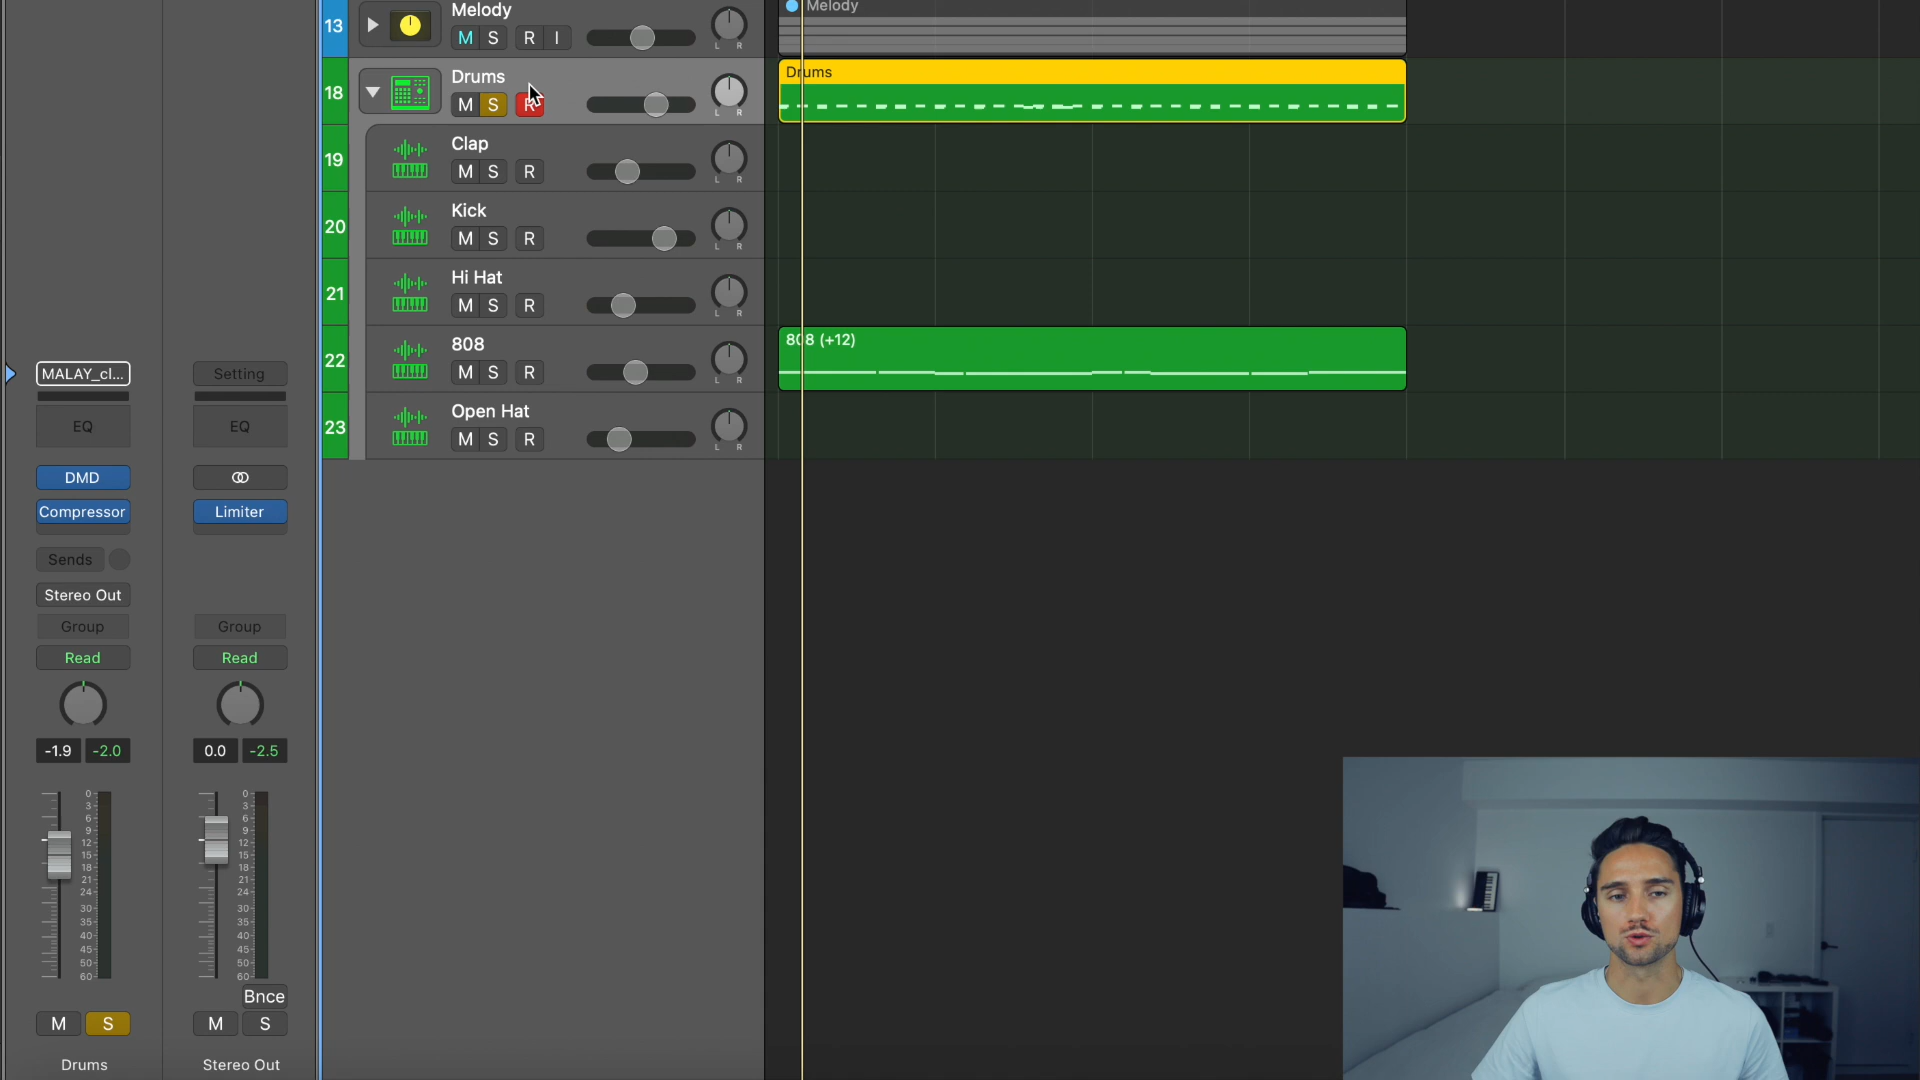 13
Melody
M S R I
L R
Melody
18
Drums
M S R
L R
Drums
19
Clap
M S R
L R
20
Kick
M S R
L R
21
Hi Hat
M S R
L R
22
808
M S R
L R
808 (+12)
23
Open Hat
M S R
L R
MALAY_cl...
Setting
EQ
EQ
DMD
Compressor
Limiter
Sends
Stereo Out
Group
Group
Read
Read
-1.9 -2.0
0.0 -2.5
0
3
6
9
12
15
18
21
24
30
35
40
45
50
60
0
3
6
9
12
15
18
21
24
30
35
40
45
50
60
Bnce
M S
M S
Drums
Stereo Out